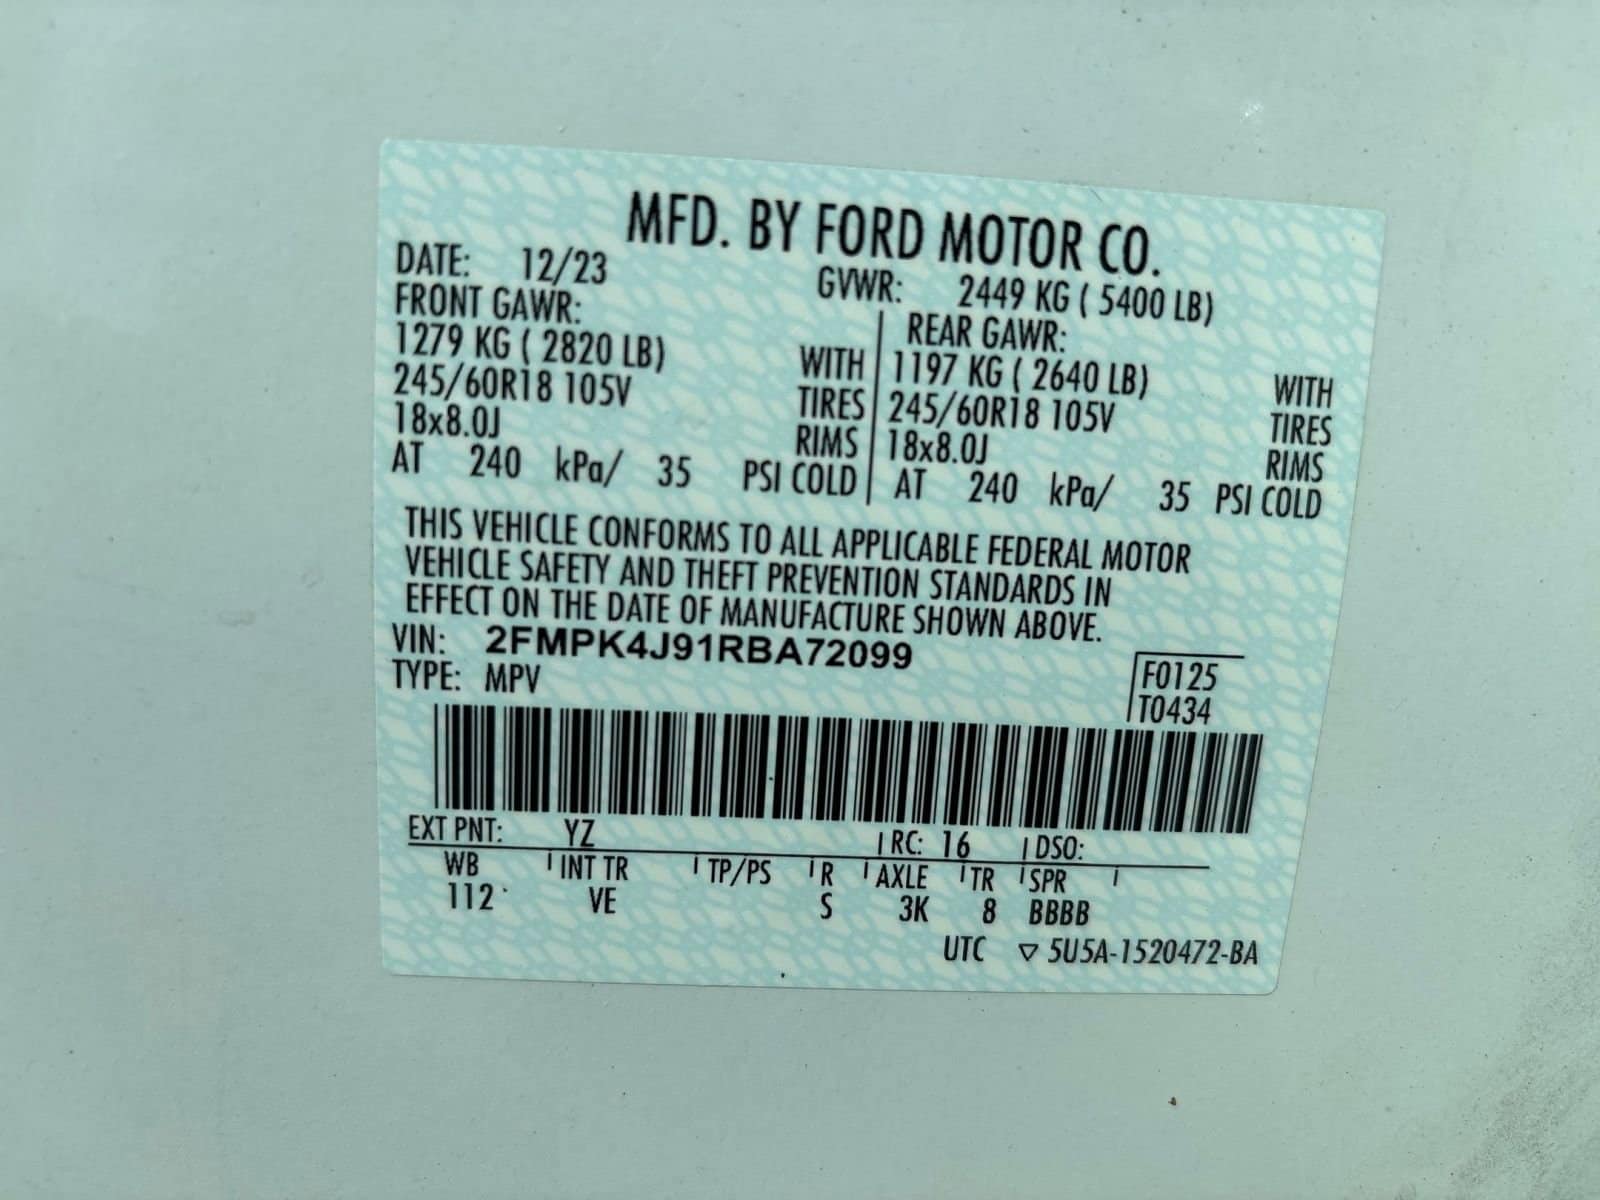 MFD. BY FORD MOTOR CO.
DATE: 12/23 GVWR: 2449 KG ( 5400 LB)
FRONT GAWR: REAR GAWR:
1279 KG ( 2820 LB) WITH 1197 KG ( 2640 LB) WITH
245/60R18 105V TIRES 245/60R18 105V TIRES
18x8.0J RIMS 18x8.0J RIMS
AT 240 kPa/ 35 PSI COLD AT 240 kPa/ 35 PSI COLD
THIS VEHICLE CONFORMS TO ALL APPLICABLE FEDERAL MOTOR
VEHICLE SAFETY AND THEFT PREVENTION STANDARDS IN
EFFECT ON THE DATE OF MANUFACTURE SHOWN ABOVE.
VIN: 2FMPK4J91RBA72099
TYPE: MPV F0125
T0434
EXT PNT: YZ RC: 16 DSO:
WB INT TR TP/PS R AXLE TR SPR
112 VE S 3K 8 BBBB
UTC ▽ 5U5A-1520472-BA